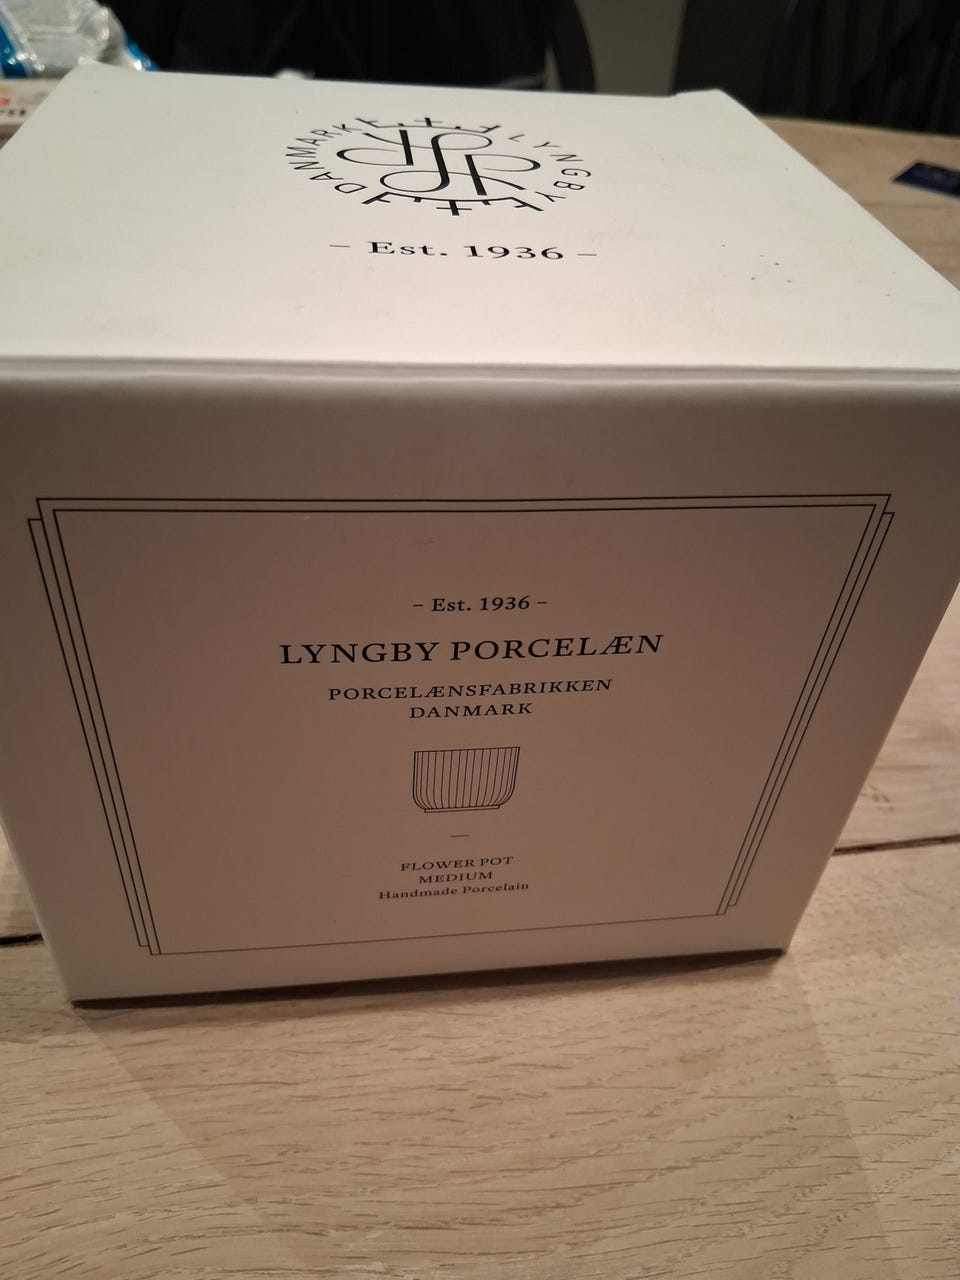 DANMARK
LYNGBY
– Est. 1936 –
– Est. 1936 –
LYNGBY PORCELÆN
PORCELÆNSFABRIKKEN
DANMARK
FLOWER POT
MEDIUM
Handmade Porcelain